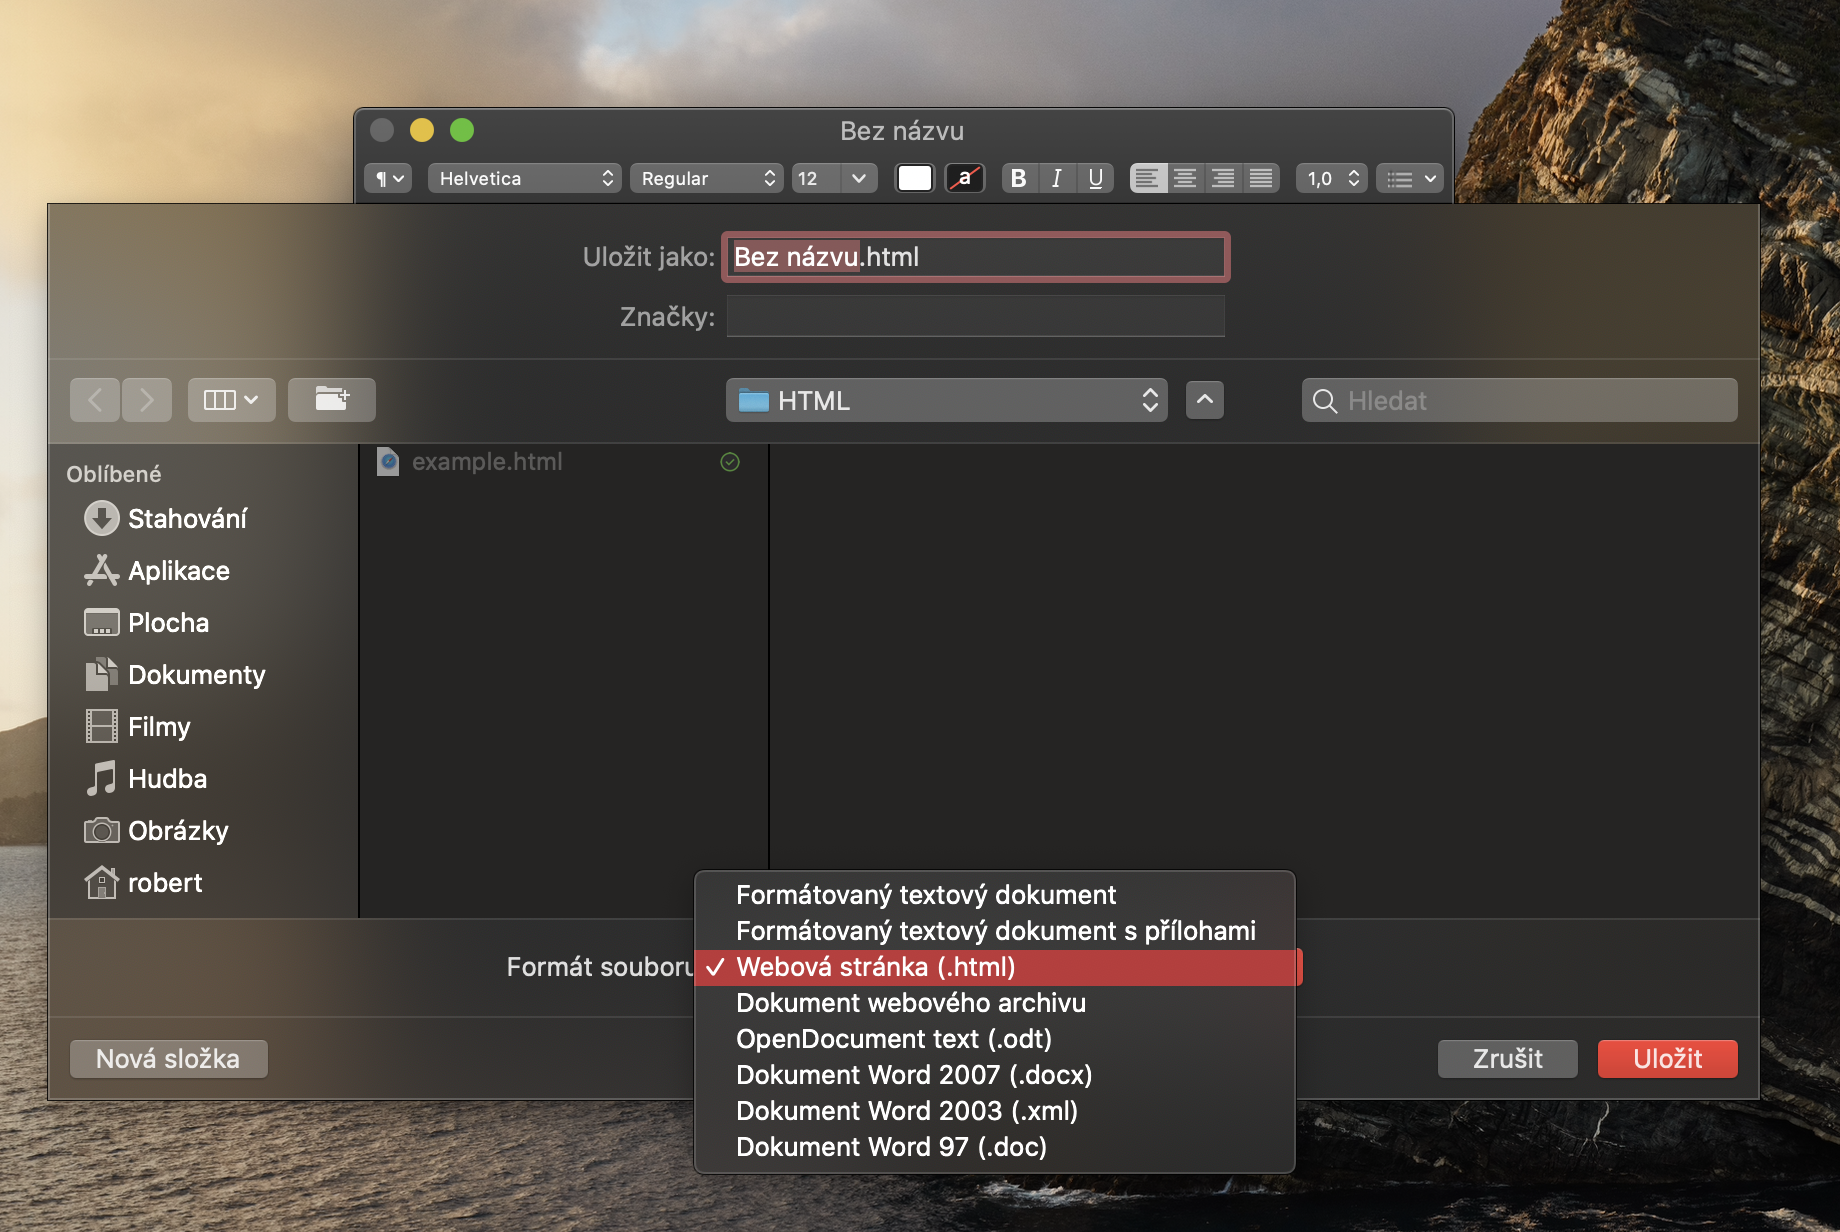 Bez názvu
¶ Helvetica Regular 12 a B I U 1,0
Uložit jako: Bez názvu.html
Značky:
HTML
Hledat
Oblíbené
Stahování
Aplikace
Plocha
Dokumenty
Filmy
Hudba
Obrázky
robert
example.html
Formát souboru
Formátovaný textový dokument
Formátovaný textový dokument s přílohami
✓ Webová stránka (.html)
Dokument webového archivu
OpenDocument text (.odt)
Dokument Word 2007 (.docx)
Dokument Word 2003 (.xml)
Dokument Word 97 (.doc)
Nová složka
Zrušit
Uložit